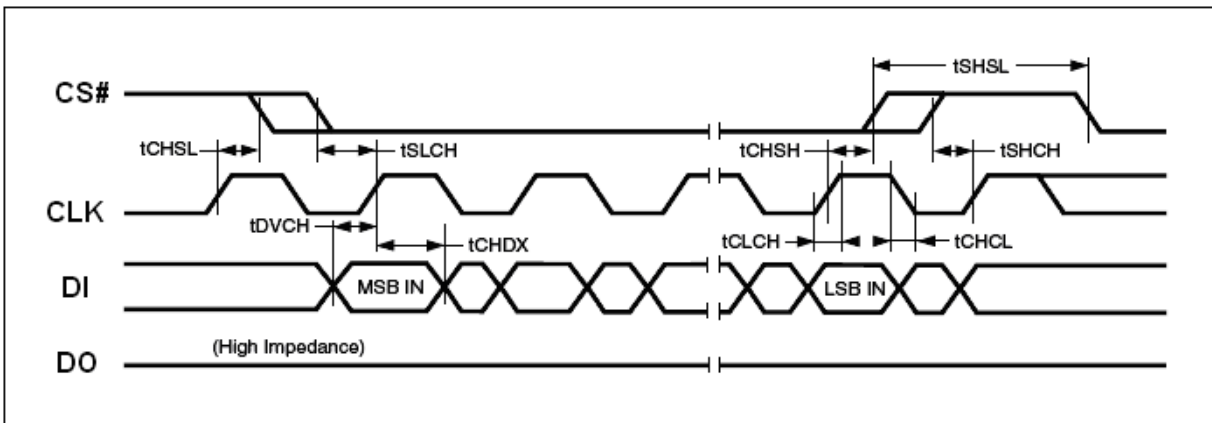 tSHSL
CS#
tCHSL
tSLCH
tCHSH
tSHCH
CLK
tDVCH
tCHDX
tCLCH
tCHCL
DI
MSB IN
LSB IN
(High Impedance)
DO